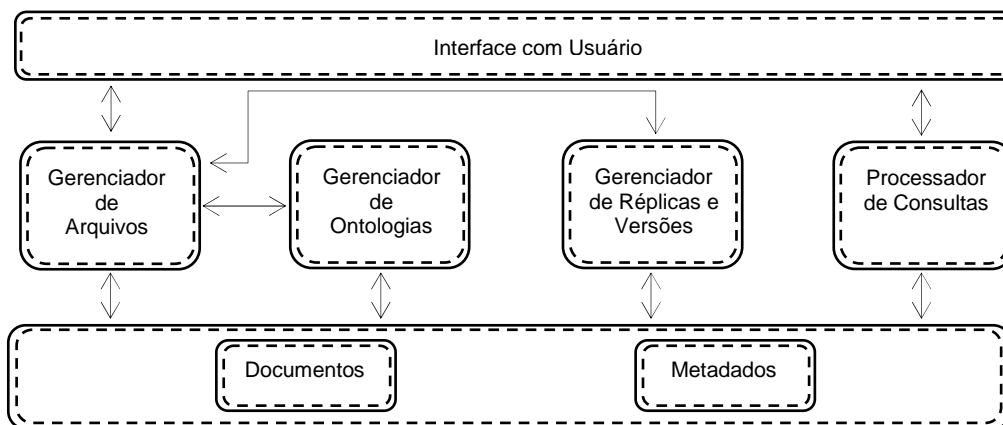 Interface com Usuário
Gerenciador
de
Arquivos
Gerenciador
de
Ontologias
Gerenciador
de Réplicas e
Versões
Processador
de Consultas
Documentos
Metadados